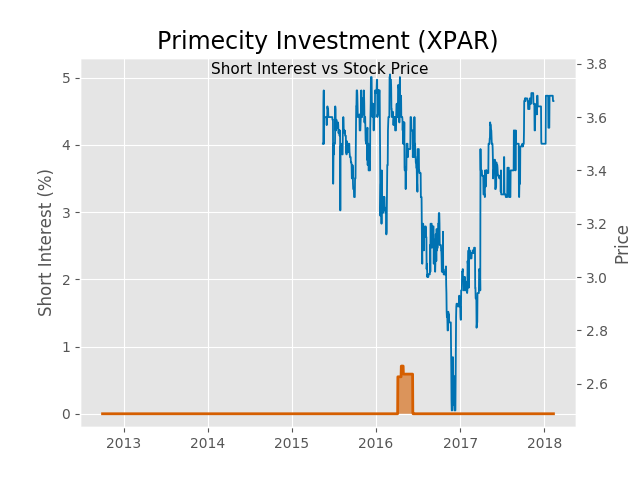 Primecity Investment (XPAR)
Short Interest vs Stock Price
Short Interest (%)
5
4
3
2
1
0
3.8
3.6
3.4
3.2
3.0
2.8
2.6
Price
2013 2014 2015 2016 2017 2018